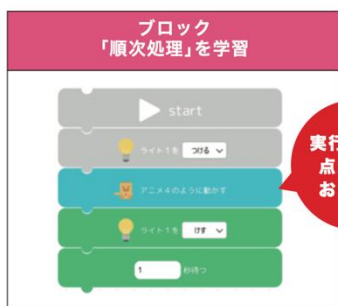 ブロック
「順次処理」を学習
start
ライト1を つける
アニメ4のように動かす
ライト1を けす
1 秒待つ
実行
点
お